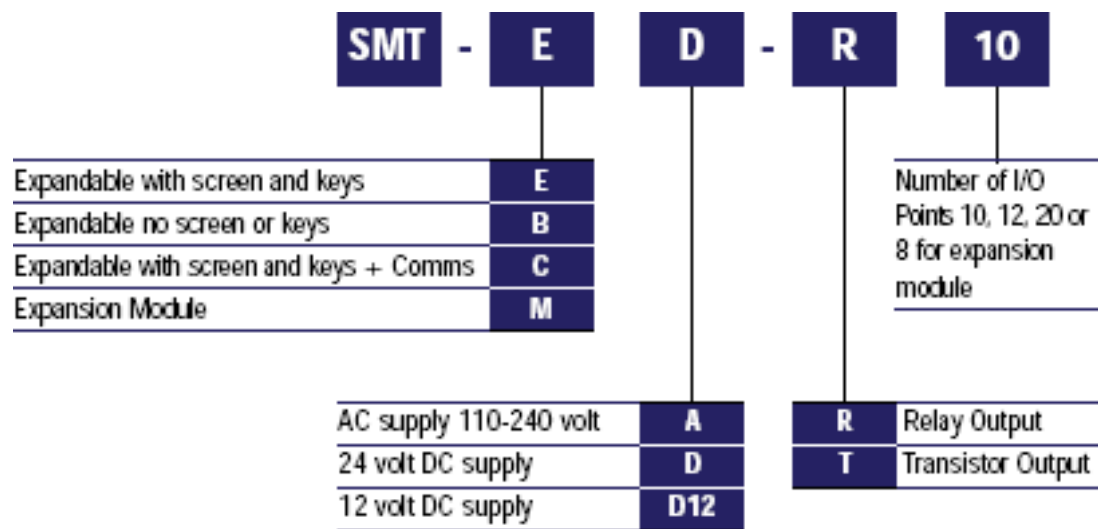 SMT - E D - R 10
Expandable with screen and keys E
Expandable no screen or keys B
Expandable with screen and keys + Comms C
Expansion Module M
Number of I/O
Points 10, 12, 20 or
8 for expansion
module
AC supply 110-240 volt A
24 volt DC supply D
12 volt DC supply D12
R Relay Output
T Transistor Output